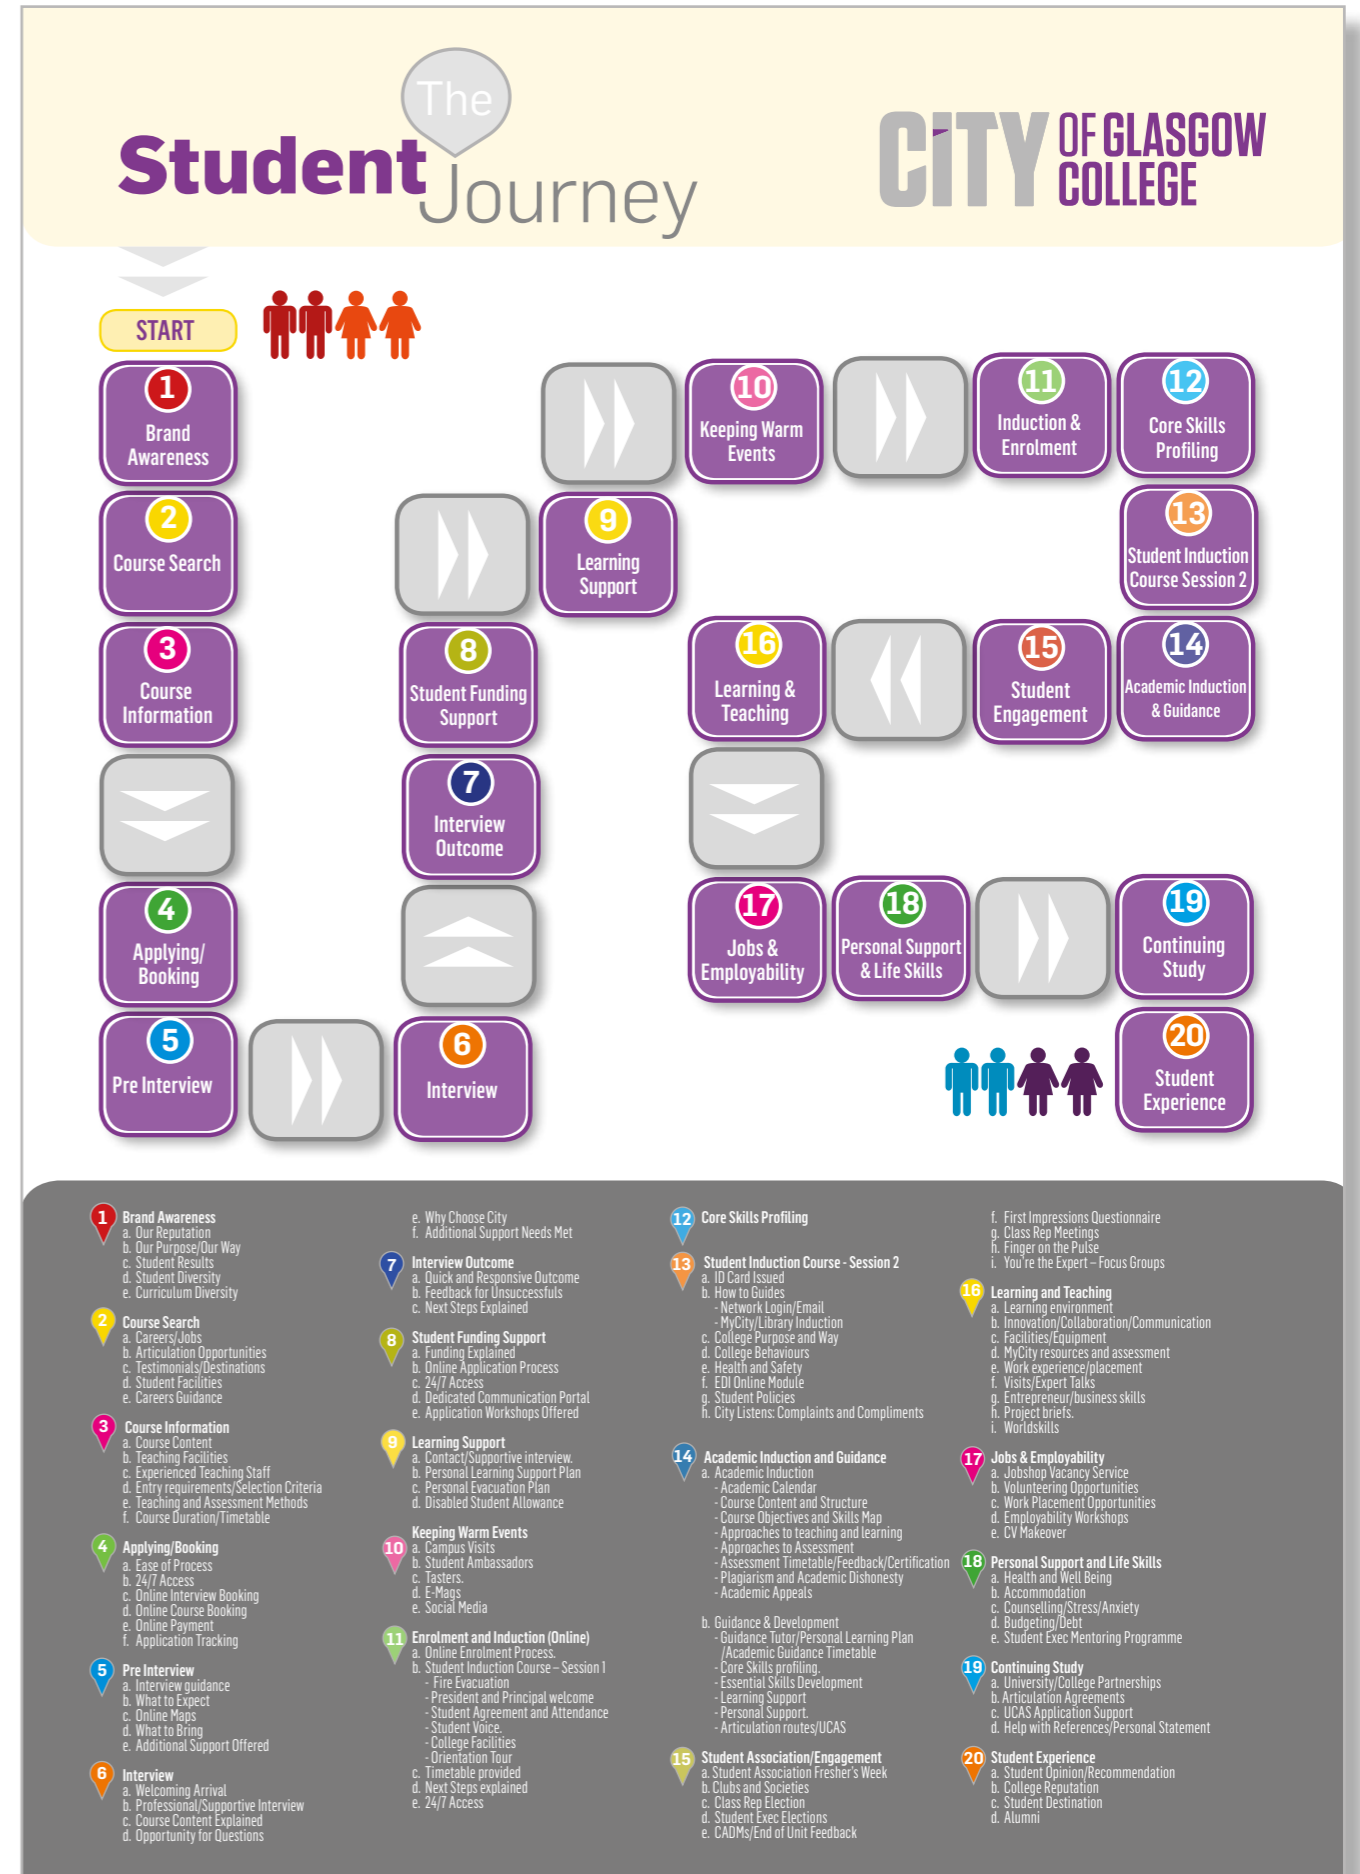 The
Student
Journey
CITY OF GLASGOW
COLLEGE
START
1
Brand
Awareness
2
Course Search
3
Course
Information
4
Applying/
Booking
5
Pre Interview
6
Interview
7
Interview
Outcome
8
Student Funding
Support
9
Learning
Support
10
Keeping Warm
Events
11
Induction &
Enrolment
12
Core Skills
Profiling
13
Student Induction
Course Session 2
14
Academic Induction
& Guidance
15
Student
Engagement
16
Learning &
Teaching
17
Jobs &
Employability
18
Personal Support
& Life Skills
19
Continuing
Study
20
Student
Experience
1 Brand Awareness
a. Our Reputation
b. Our Purpose/Our Way
c. Student Results
d. Student Diversity
e. Curriculum Diversity
2 Course Search
a. Careers/Jobs
b. Articulation Opportunities
c. Testimonials/Destinations
d. Student Facilities
e. Careers Guidance
3 Course Information
a. Course Content
b. Teaching Facilities
c. Experienced Teaching Staff
d. Entry requirements/Selection Criteria
e. Teaching and Assessment Methods
f. Course Duration/Timetable
4 Applying/Booking
a. Ease of Process
b. 24/7 Access
c. Online Interview Booking
d. Online Course Booking
e. Online Payment
f. Application Tracking
5 Pre Interview
a. Interview guidance
b. What to Expect
c. Online Maps
d. What to Bring
e. Additional Support Offered
6 Interview
a. Welcoming Arrival
b. Professional/Supportive Interview
c. Course Content Explained
d. Opportunity for Questions
e. Why Choose City
f. Additional Support Needs Met
7 Interview Outcome
a. Quick and Responsive Outcome
b. Feedback for Unsuccessfuls
c. Next Steps Explained
8 Student Funding Support
a. Funding Explained
b. Online Application Process
c. 24/7 Access
d. Dedicated Communication Portal
e. Application Workshops Offered
9 Learning Support
a. Contact/Supportive interview.
b. Personal Learning Support Plan
c. Personal Evacuation Plan
d. Disabled Student Allowance
10 Keeping Warm Events
a. Campus Visits
b. Student Ambassadors
c. Tasters.
d. E-Mags
e. Social Media
11 Enrolment and Induction (Online)
a. Online Enrolment Process.
b. Student Induction Course – Session 1
- Fire Evacuation
- President and Principal welcome
- Student Agreement and Attendance
- Student Voice.
- College Facilities
- Orientation Tour
c. Timetable provided
d. Next Steps explained
e. 24/7 Access
12 Core Skills Profiling
13 Student Induction Course - Session 2
a. ID Card Issued
b. How to Guides
- Network Login/Email
- MyCity/Library Induction
c. College Purpose and Way
d. College Behaviours
e. Health and Safety
f. EDI Online Module
g. Student Policies
h. City Listens: Complaints and Compliments
14 Academic Induction and Guidance
a. Academic Induction
- Academic Calendar
- Course Content and Structure
- Course Objectives and Skills Map
- Approaches to teaching and learning
- Approaches to Assessment
- Assessment Timetable/Feedback/Certification
- Plagiarism and Academic Dishonesty
- Academic Appeals
b. Guidance & Development
- Guidance Tutor/Personal Learning Plan
/Academic Guidance Timetable
- Core Skills profiling.
- Essential Skills Development
- Learning Support
- Personal Support.
- Articulation routes/UCAS
15 Student Association/Engagement
a. Student Association Fresher's Week
b. Clubs and Societies
c. Class Rep Election
d. Student Exec Elections
e. CADMs/End of Unit Feedback
f. First Impressions Questionnaire
g. Class Rep Meetings
h. Finger on the Pulse
i. You're the Expert – Focus Groups
16 Learning and Teaching
a. Learning environment
b. Innovation/Collaboration/Communication
c. Facilities/Equipment
d. MyCity resources and assessment
e. Work experience/placement
f. Visits/Expert Talks
g. Entrepreneur/business skills
h. Project briefs.
i. Worldskills
17 Jobs & Employability
a. Jobshop Vacancy Service
b. Volunteering Opportunities
c. Work Placement Opportunities
d. Employability Workshops
e. CV Makeover
18 Personal Support and Life Skills
a. Health and Well Being
b. Accommodation
c. Counselling/Stress/Anxiety
d. Budgeting/Debt
e. Student Exec Mentoring Programme
19 Continuing Study
a. University/College Partnerships
b. Articulation Agreements
c. UCAS Application Support
d. Help with References/Personal Statement
20 Student Experience
a. Student Opinion/Recommendation
b. College Reputation
c. Student Destination
d. Alumni